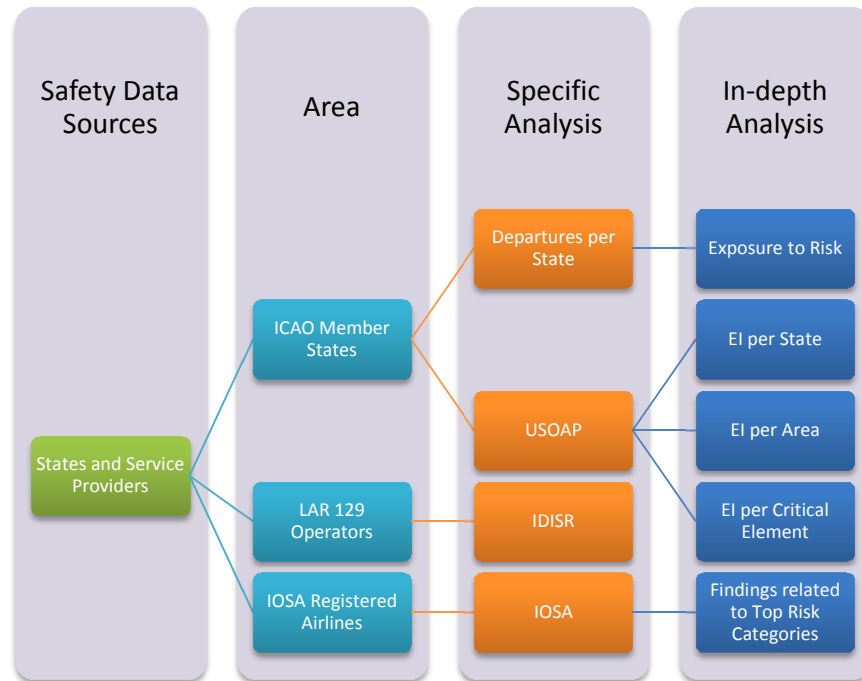 Safety Data
Sources
Area
Specific
Analysis
In-depth
Analysis
States and Service
Providers
ICAO Member
States
LAR 129
Operators
IOSA Registered
Airlines
Departures per
State
USOAP
IDISR
IOSA
Exposure to Risk
EI per State
EI per Area
EI per Critical
Element
Findings related
to Top Risk
Categories